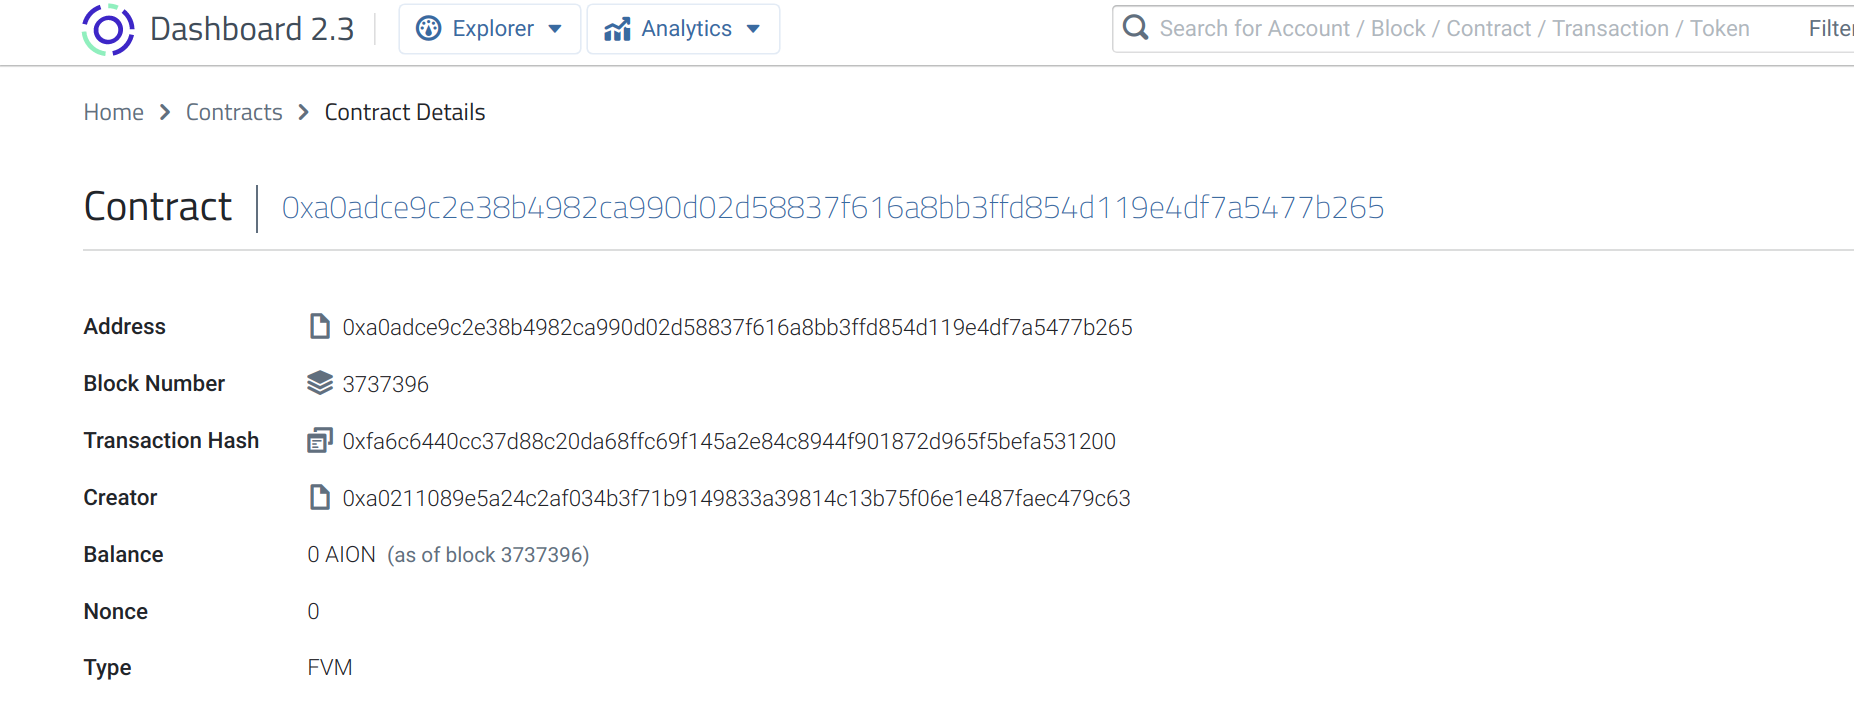 Dashboard 2.3 Explorer Analytics Search for Account / Block / Contract / Transaction / Token
Home Contracts Contract Details
Contract 0xa0adce9c2e38b4982ca990d02d58837f616a8bb3ffd854d119e4df7a5477b265
Address 0xa0adce9c2e38b4982ca990d02d58837f616a8bb3ffd854d119e4df7a5477b265
Block Number 3737396
Transaction Hash 0xfa6c6440cc37d88c20da68ffc69f145a2e84c8944f901872d965f5befa531200
Creator 0xa0211089e5a24c2af034b3f71b9149833a39814c13b75f06e1e487faec479c63
Balance 0 AION (as of block 3737396)
Nonce 0
Type FVM